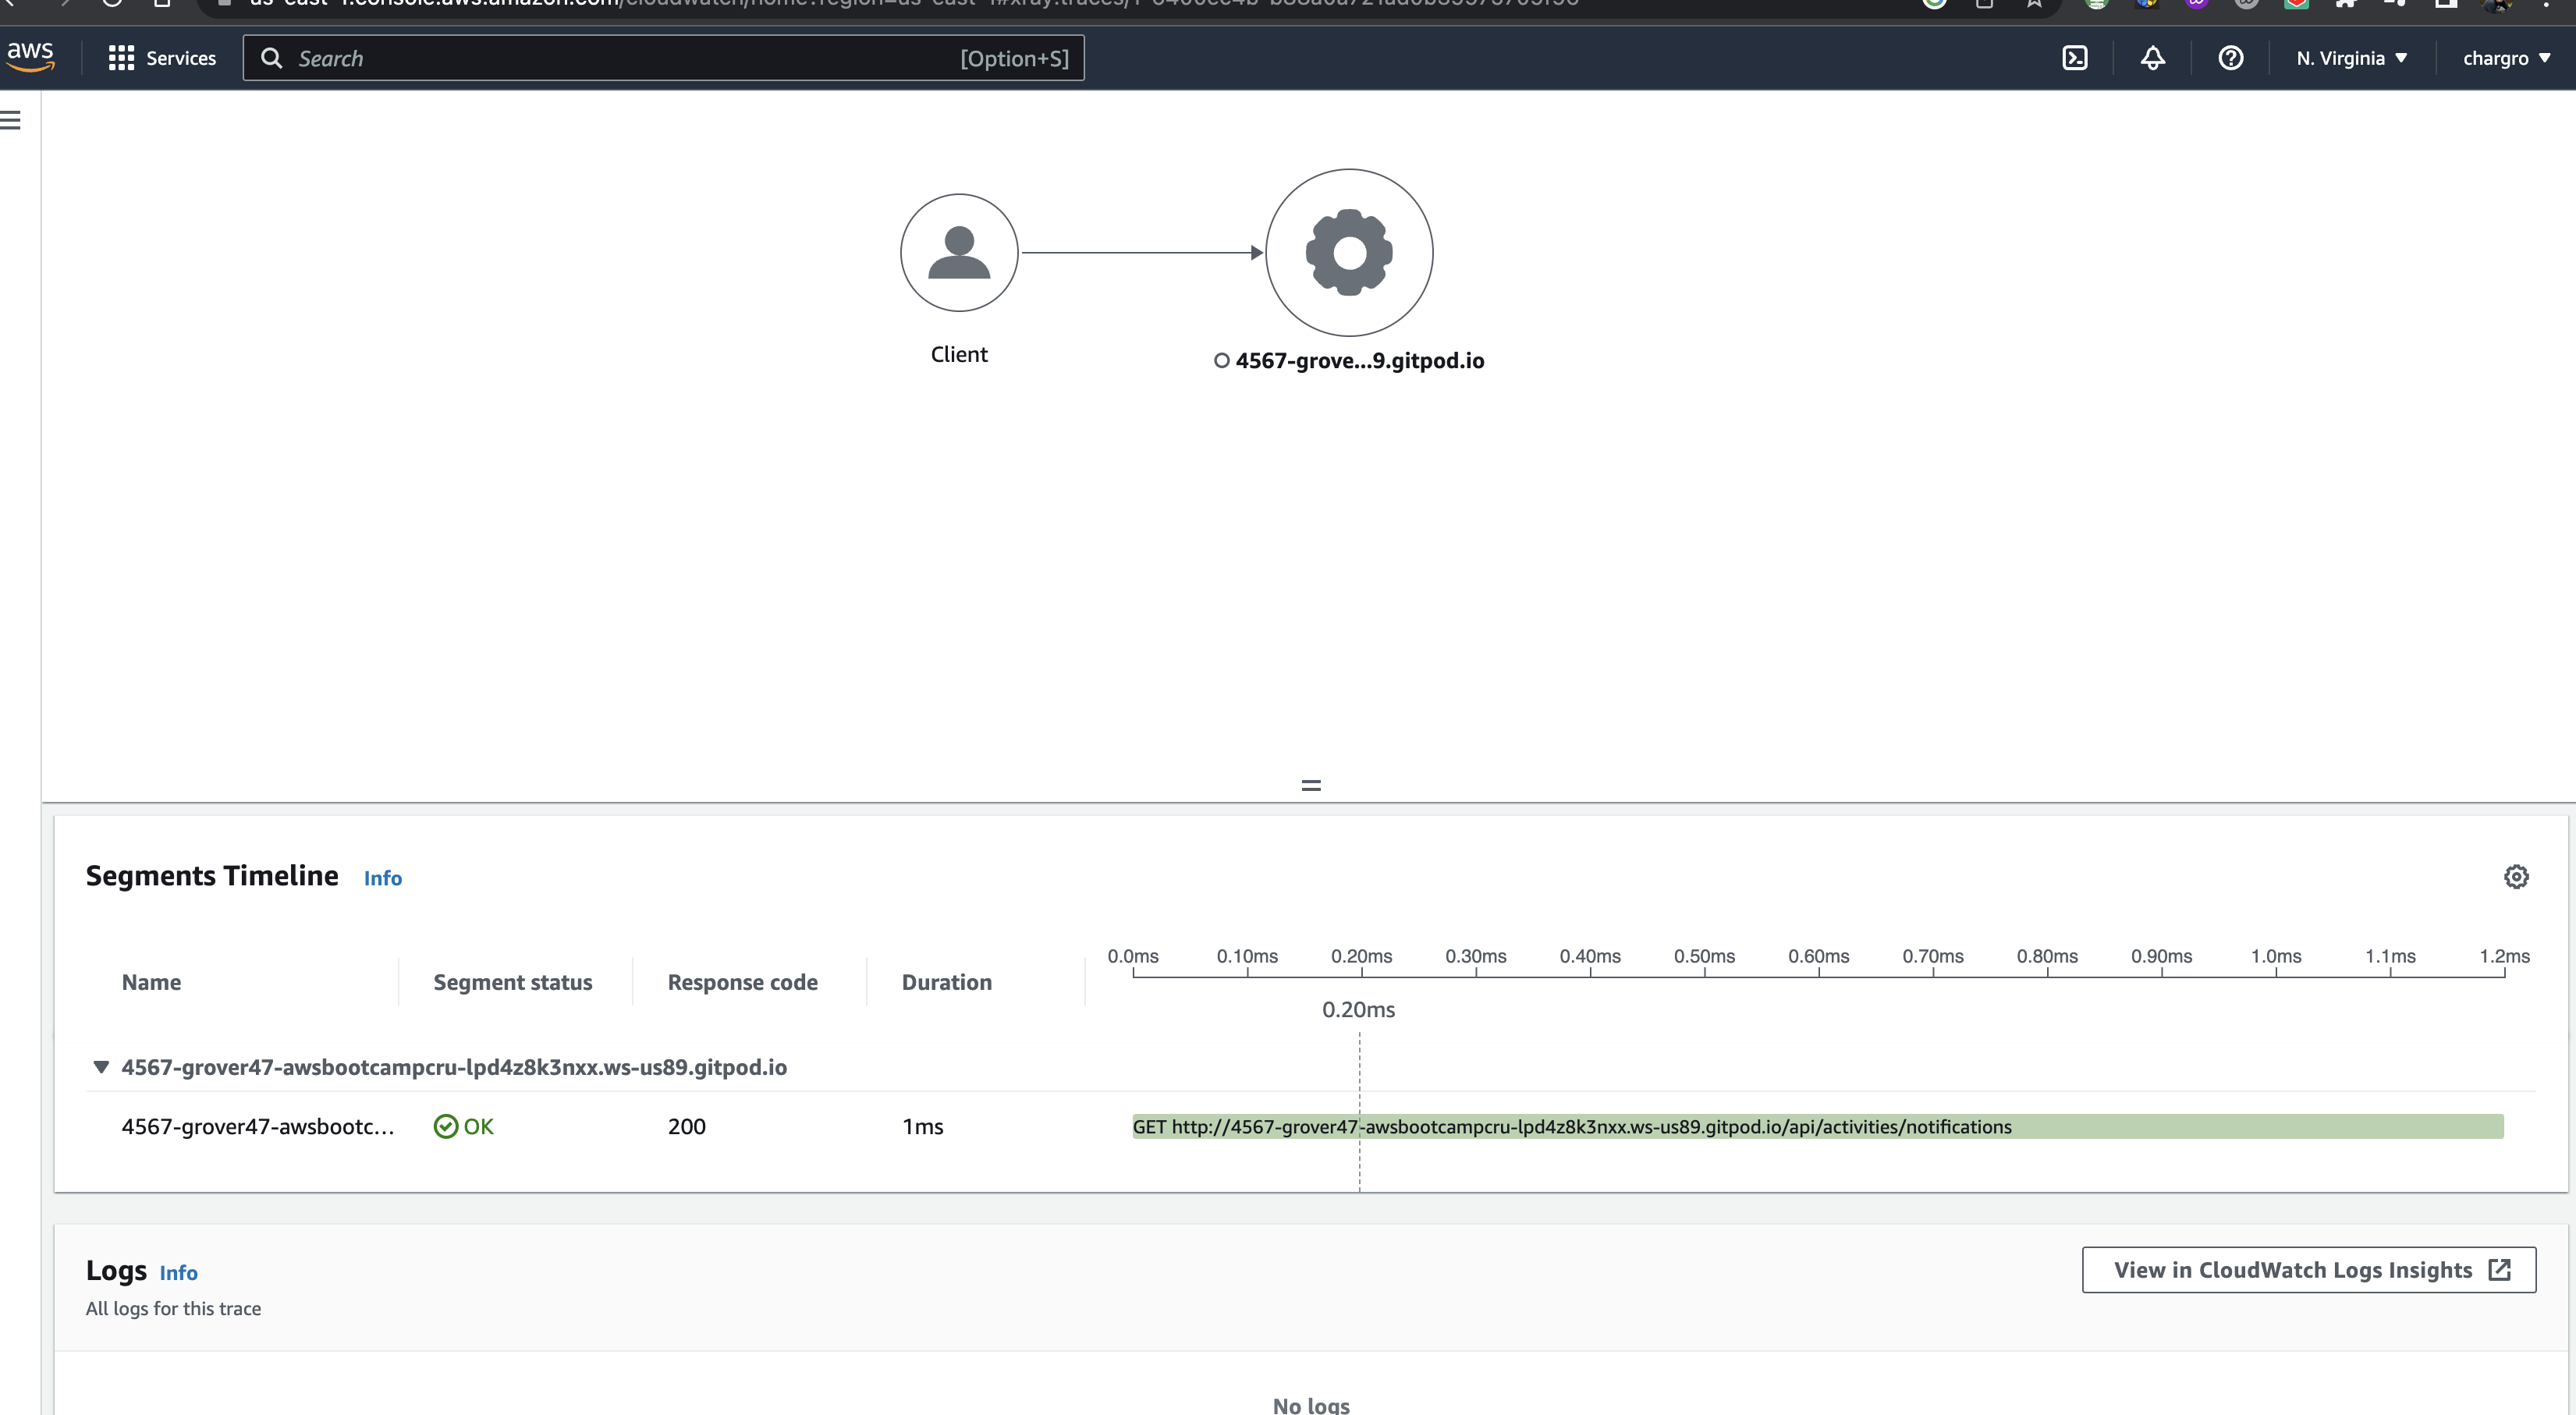 aws
Services
Search
[Option+S]
N. Virginia
chargro
Client
4567-grove...9.gitpod.io
Segments Timeline
Info
0.0ms 0.10ms 0.20ms 0.30ms 0.40ms 0.50ms 0.60ms 0.70ms 0.80ms 0.90ms 1.0ms 1.1ms 1.2ms
Name Segment status Response code Duration
0.20ms
4567-grover47-awsbootcampcru-lpd4z8k3nxx.ws-us89.gitpod.io
4567-grover47-awsbootc... OK 200 1ms GET http://4567-grover47-awsbootcampcru-lpd4z8k3nxx.ws-us89.gitpod.io/api/activities/notifications
Logs Info
View in CloudWatch Logs Insights
All logs for this trace
No logs